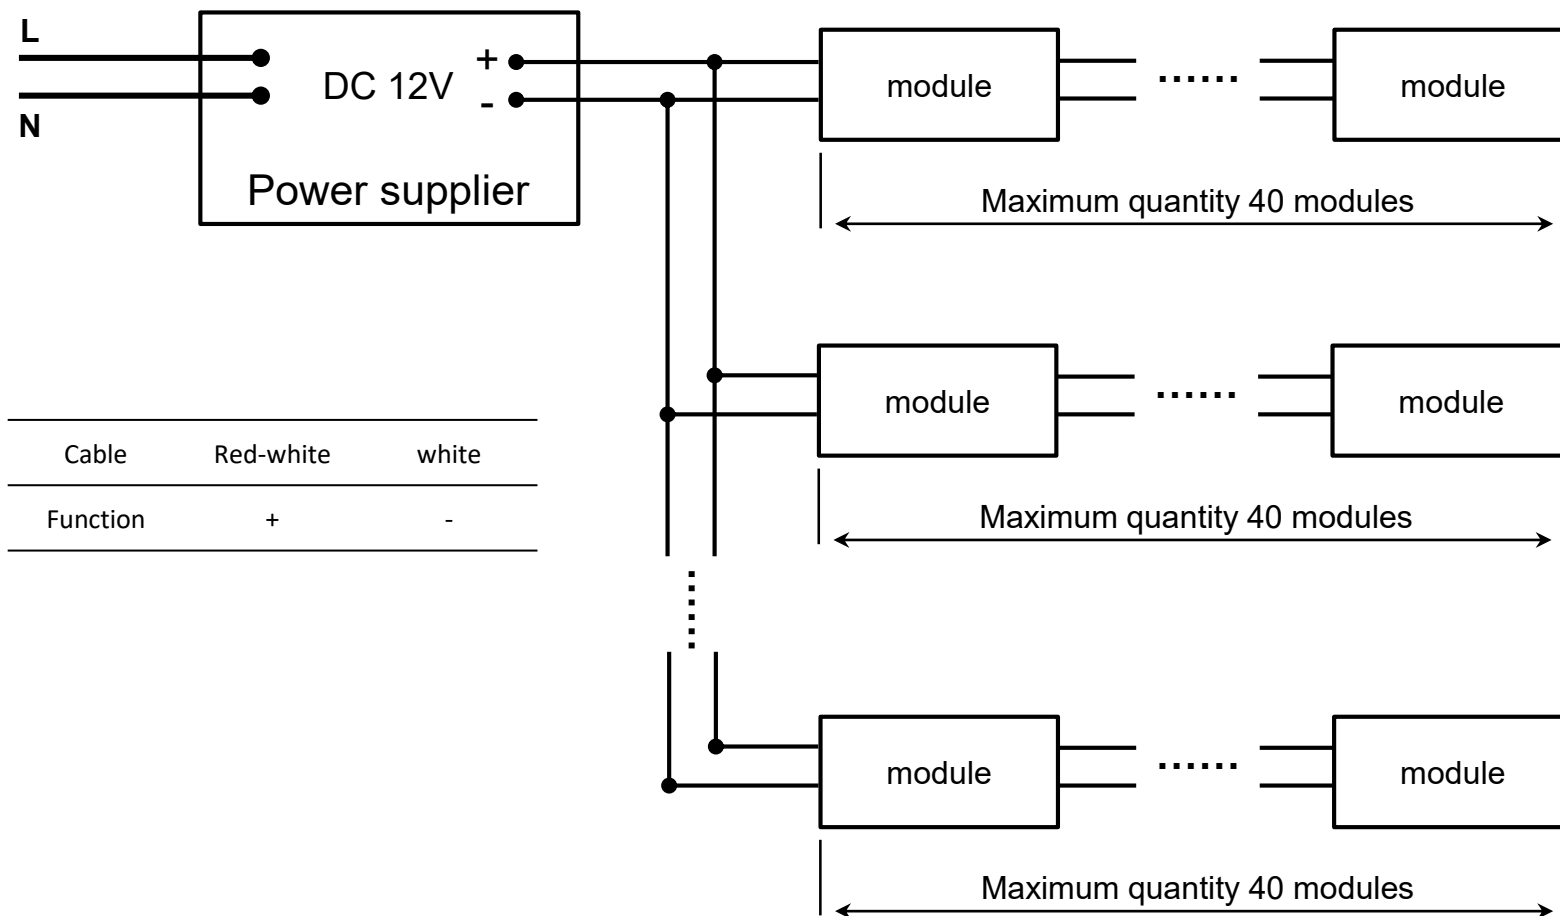 L
N
DC 12V
+
-
Power supplier
module ...... module
Maximum quantity 40 modules
module ...... module
Maximum quantity 40 modules
Cable Red-white white
Function + -
module ...... module
Maximum quantity 40 modules